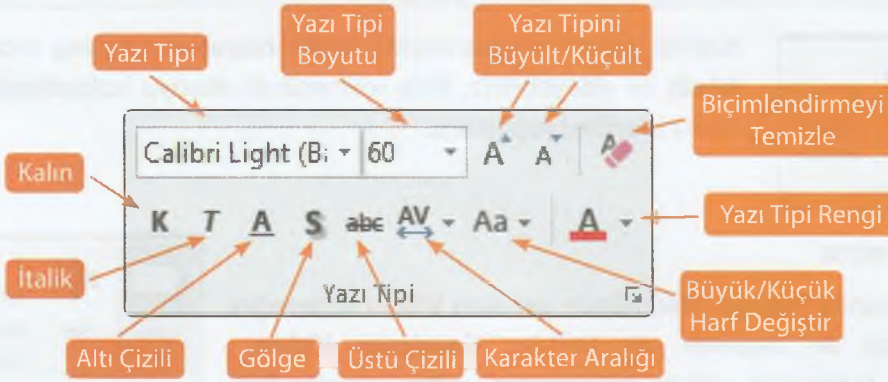 Yazı Tipi
Yazı Tipi
Boyutu
Yazı Tipini
Büyült/Küçült
Biçimlendirmeyi
Temizle
Calibri Light (B
60
A
A
A
Kalın
K T A S abc AV Aa A
Yazı Tipi Rengi
İtalik
Yazı Tipi
Büyük/Küçük
Harf Değiştir
Altı Çizili
Gölge
Üstü Çizili
Karakter Aralığı